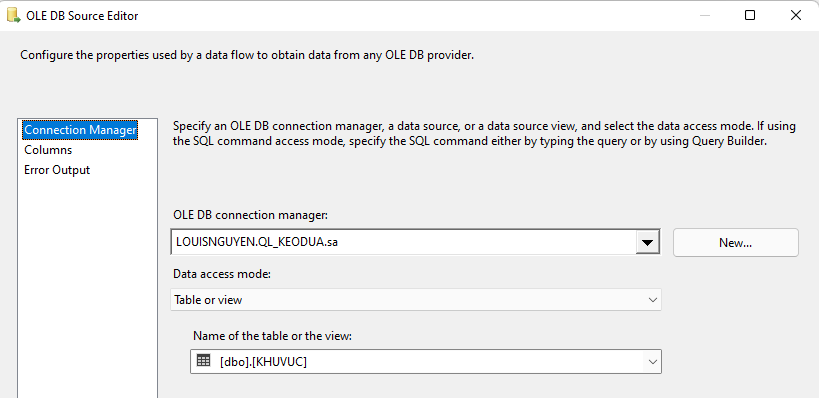 OLE DB Source Editor
Configure the properties used by a data flow to obtain data from any OLE DB provider.
Connection Manager
Columns
Error Output
Specify an OLE DB connection manager, a data source, or a data source view, and select the data access mode. If using
the SQL command access mode, specify the SQL command either by typing the query or by using Query Builder.
OLE DB connection manager:
LOUISNGUYEN.QL_KEODUA.sa
New...
Data access mode:
Table or view
Name of the table or the view:
[dbo].[KHUVUC]